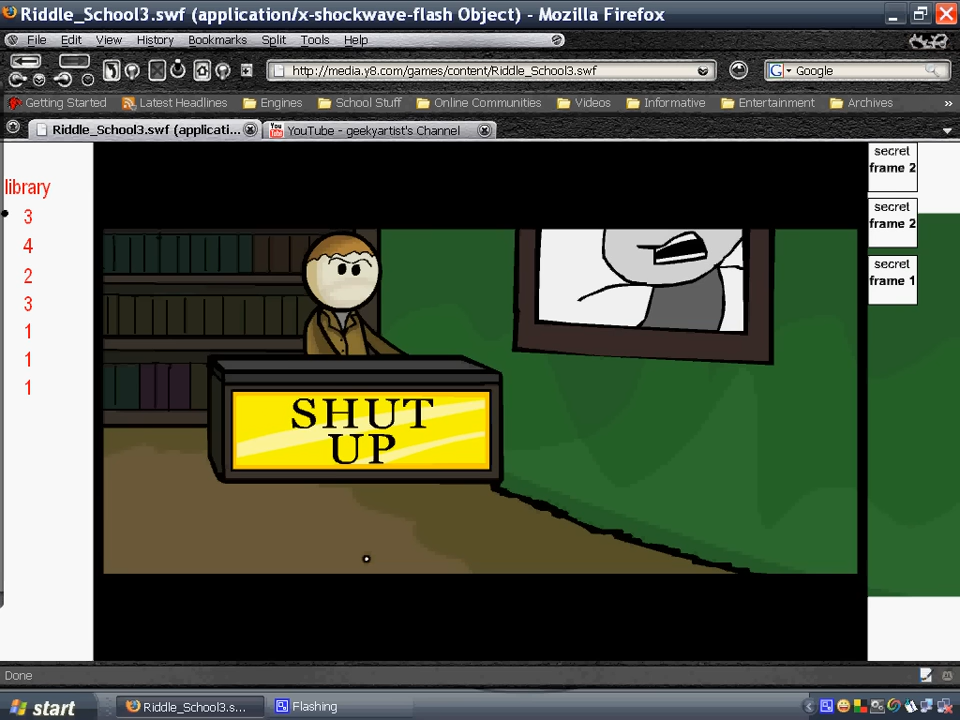 Riddle_School3.swf (application/x-shockwave-flash Object) - Mozilla Firefox
File Edit View History Bookmarks Split Tools Help
http://media.y8.com/games/content/Riddle_School3.swf
G Google
Getting Started Latest Headlines Engines School Stuff Online Communities Videos Informative Entertainment Archives »
Riddle_School3.swf (applicati... YouTube - geekyartist's Channel
library
3
4
2
3
1
1
1
SHUT
UP
secret
frame 2
secret
frame 2
secret
frame 1
Done
start Riddle_School3.s... Flashing